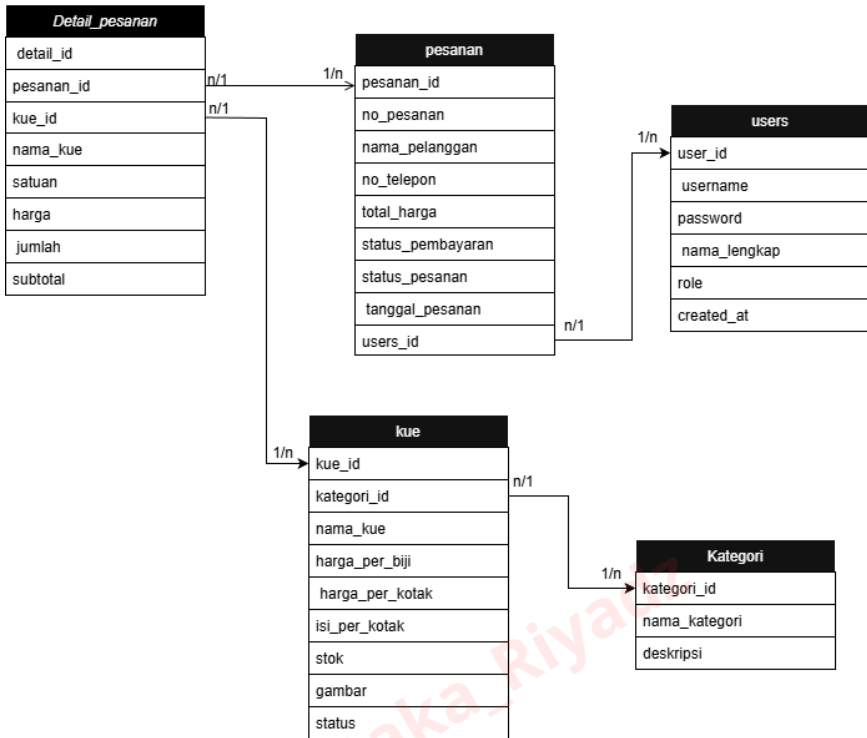 Detail_pesanan
detail_id
pesanan_id
kue_id
nama_kue
satuan
harga
jumlah
subtotal
n/1
n/1
1/n
pesanan
pesanan_id
no_pesanan
nama_pelanggan
no_telepon
total_harga
status_pembayaran
status_pesanan
tanggal_pesanan
users_id
n/1
1/n
users
user_id
username
password
nama_lengkap
role
created_at
1/n
kue
kue_id
kategori_id
nama_kue
harga_per_biji
harga_per_kotak
isi_per_kotak
stok
gambar
status
n/1
1/n
Kategori
kategori_id
nama_kategori
deskripsi
aka_Riyadz